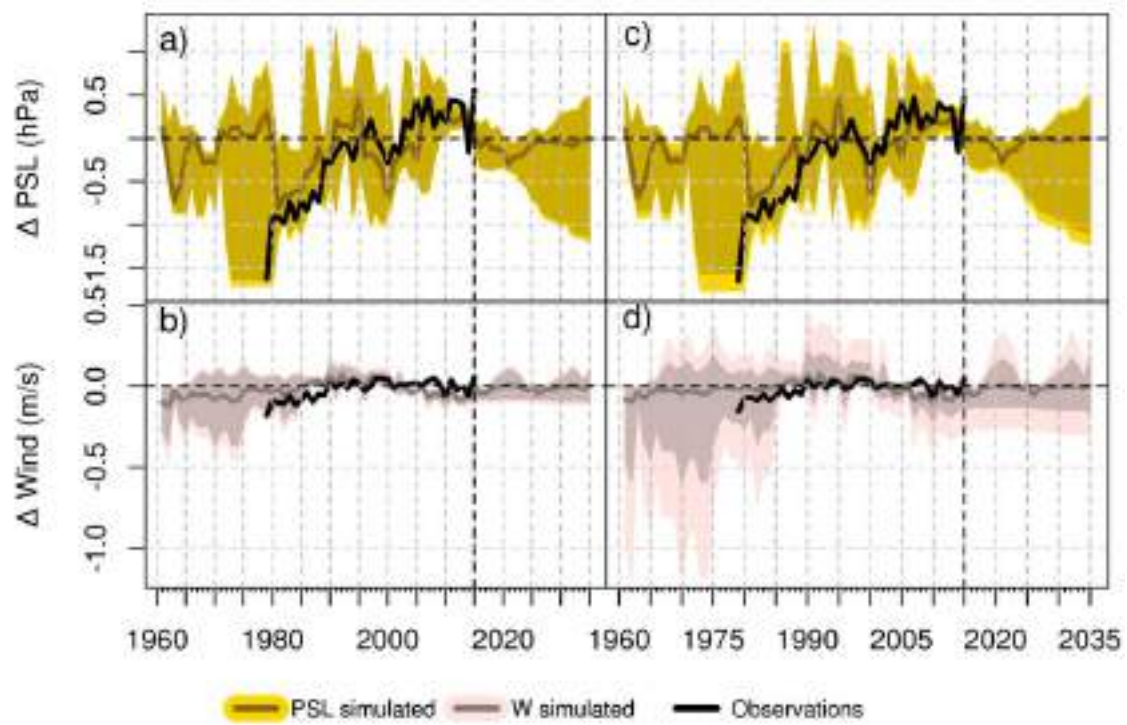 a) c)
Δ PSL (hPa)
0.5
-0.5
-1.5
b) d)
Δ Wind (m/s)
0.5
0.0
-0.5
-1.0
1960 1980 2000 2020 1960 1975 1990 2005 2020 2035
PSL simulated W simulated Observations